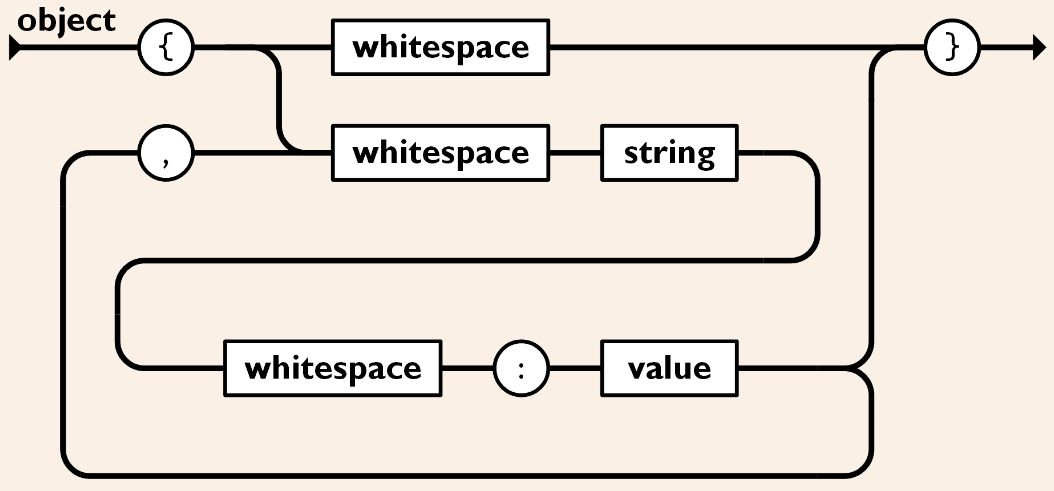 object
{ whitespace }
, whitespace string
whitespace : value